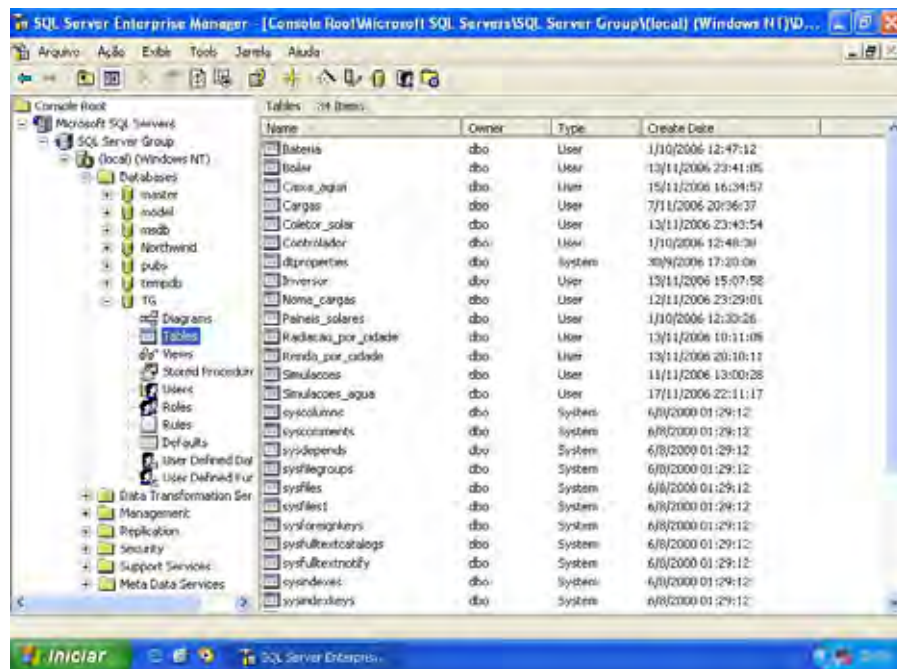 SQL Server Enterprise Manager - [Console Root\Microsoft SQL Servers\SQL Server Group\(local) (Windows NT)\D...
Arquivo Ação Exibir Tools Janela Ajuda
Console Root
Microsoft SQL Servers
SQL Server Group
(local) (Windows NT)
Databases
master
model
msdb
Northwind
pubs
tempdb
TG
Diagrams
Tables
Views
Stored Procedur
Users
Roles
Rules
Defaults
User Defined Dat
User Defined Fur
Data Transformation Ser
Management
Replication
Security
Support Services
Meta Data Services
Tables Items
Name Owner Type Create Date
Bateria dbo User 1/10/2006 12:47:12
Boiler dbo User 13/11/2006 23:41:05
Caixa_agua dbo User 15/11/2006 16:34:57
Cargas dbo User 7/11/2006 20:36:37
Coletor_solar dbo User 13/11/2006 23:43:54
Controlador dbo User 1/10/2006 12:48:38
dtproperties dbo System 30/9/2006 17:20:06
Inversor dbo User 13/11/2006 15:07:58
Nome_cargas dbo User 12/11/2006 23:29:01
Paineis_solares dbo User 1/10/2006 12:30:26
Radiacao_por_cidade dbo User 13/11/2006 10:11:05
Renda_por_cidade dbo User 13/11/2006 20:10:11
Simulacoes dbo User 11/11/2006 13:00:28
Simulacoes_agua dbo User 17/11/2006 22:11:17
syscolumns dbo System 6/8/2000 01:29:12
syscomments dbo System 6/8/2000 01:29:12
sysdepends dbo System 6/8/2000 01:29:12
sysfilegroups dbo System 6/8/2000 01:29:12
sysfiles dbo System 6/8/2000 01:29:12
sysfiles1 dbo System 6/8/2000 01:29:12
sysforeignkeys dbo System 6/8/2000 01:29:12
sysfulltextcatalogs dbo System 6/8/2000 01:29:12
sysfulltextnotify dbo System 6/8/2000 01:29:12
sysindexes dbo System 6/8/2000 01:29:12
sysindexkeys dbo System 6/8/2000 01:29:12
Iniciar SQL Server Enterpris...